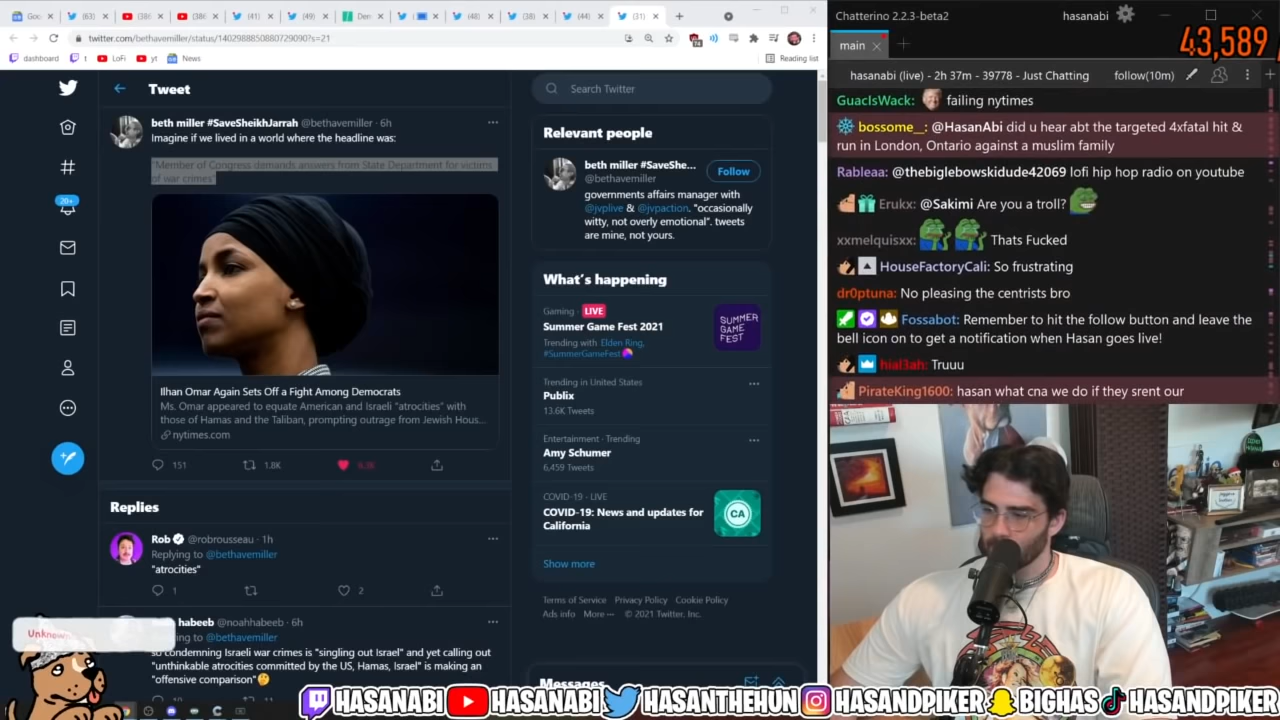 Goo
(63)
(38
(38
(41)
(49)
Den
(48)
(38)
(44)
(31)
twitter.com/bethavemiller/status/1402988850880729090?s=21
dashboard
LoFi
yt
News
Reading list
Tweet
beth miller #SaveSheikhJarrah @bethavemiller · 6h
Imagine if we lived in a world where the headline was:
"Member of Congress demands answers from State Department for victims
of war crimes"
Ilhan Omar Again Sets Off a Fight Among Democrats
Ms. Omar appeared to equate American and Israeli "atrocities" with
those of Hamas and the Taliban, prompting outrage from Jewish Hous...
nytimes.com
151
1.8K
Replies
Rob @robrousseau · 1h
Replying to @bethavemiller
"atrocities"
1
2
habeeb @noahhabeeb · 6h
to @bethavemiller
so condemning Israeli war crimes is "singling out Israel" and yet calling out
"unthinkable atrocities committed by the US, Hamas, Israel" is making an
"offensive comparison"
20+
Search Twitter
Relevant people
beth miller #SaveShe...
@bethavemiller
Follow
governments affairs manager with
@jvplive & @jvpaction. "occasionally
witty, not overly emotional". tweets
are mine, not yours.
What's happening
Gaming · LIVE
Summer Game Fest 2021
Trending with Elden Ring,
#SummerGameFest
SUMMER
GAME
FEST
Trending in United States
Publix
13.6K Tweets
Entertainment · Trending
Amy Schumer
6,459 Tweets
COVID-19 · LIVE
COVID-19: News and updates for
California
CA
Show more
Terms of Service Privacy Policy Cookie Policy
Ads info More ··· © 2021 Twitter, Inc.
Messages
Chatterino 2.2.3-beta2
hasanabi
43,589
main
hasanabi (live) - 2h 37m - 39778 - Just Chatting
follow(10m)
GuacIsWack: failing nytimes
bossome__: @HasanAbi did u hear abt the targeted 4xfatal hit &
run in London, Ontario against a muslim family
Rableaa: @thebiglebowskidude42069 lofi hip hop radio on youtube
Erukx: @Sakimi Are you a troll?
xxmelquisxx: Thats Fucked
HouseFactoryCali: So frustrating
dr0ptuna: No pleasing the centrists bro
Fossabot: Remember to hit the follow button and leave the
bell icon on to get a notification when Hasan goes live!
hial3ah: Truuu
PirateKing1600: hasan what cna we do if they srent our
HASANABI HASANABI HASANTHEHUN HASANDPIKER BIGHAS HASANDPIKER